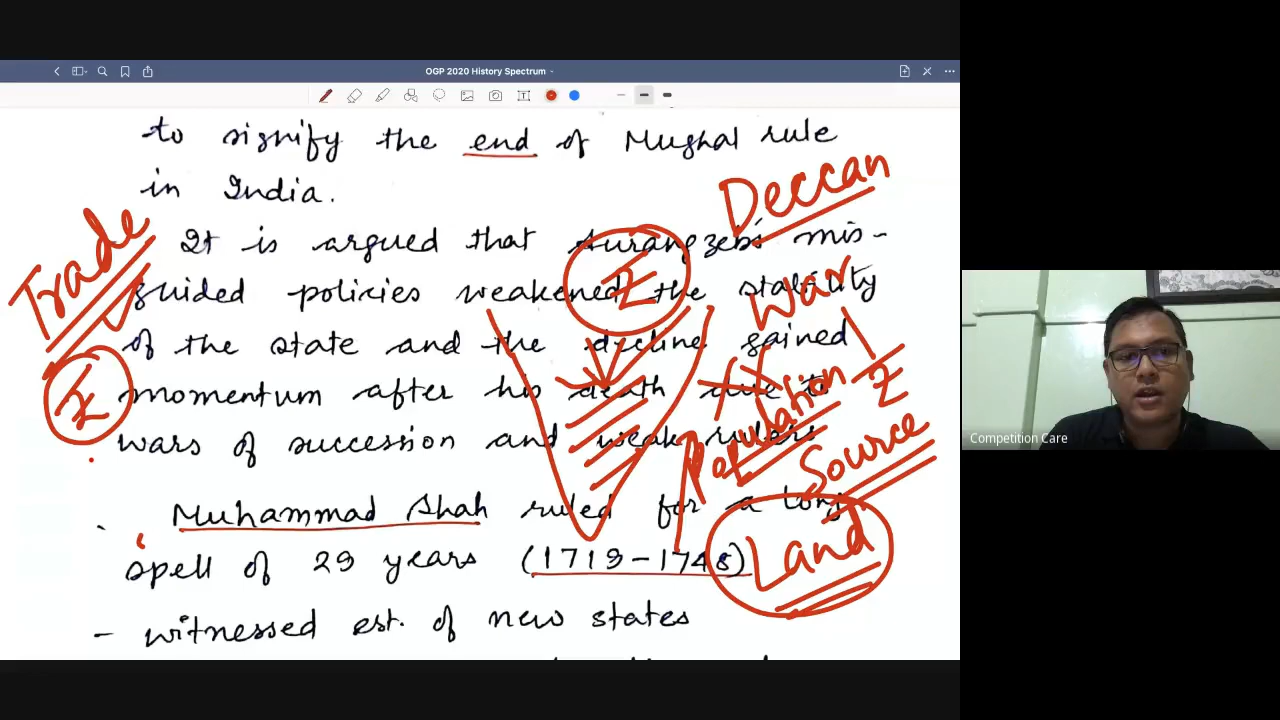 OGP 2020 History Spectrum
to signify the end of Mughal rule
in India.
Deccan
Trade
It is argued that Aurangzeb's mis-
guided policies weakened the stability
War
of the state and the decline gained
momentum after his death due to
Population
wars of succession and weak rulers
Source
Muhammad Shah ruled for a long
Land
spell of 29 years (1719-1748)
- witnessed est. of new states
Competition Care